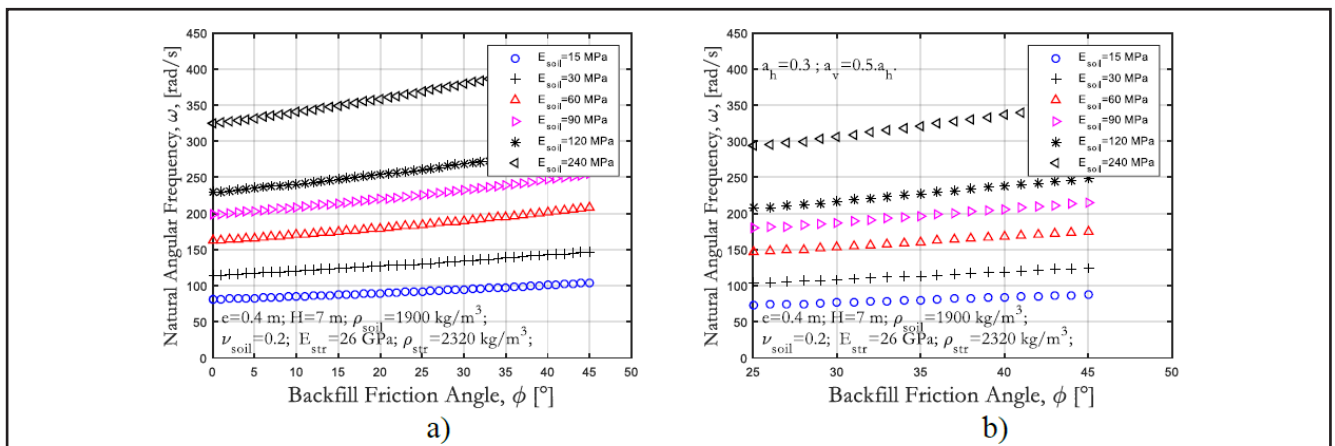 450
400
350
300
250
200
150
100
50
0
Natural Angular Frequency, ω, [rad/s]
E_soil=15 MPa
E_soil=30 MPa
E_soil=60 MPa
E_soil=90 MPa
E_soil=120 MPa
E_soil=240 MPa
e=0.4 m; H=7 m; ρ_soil=1900 kg/m³;
ν_soil=0.2; E_str=26 GPa; ρ_str=2320 kg/m³;
0 5 10 15 20 25 30 35 40 45 50
Backfill Friction Angle, ϕ [°]
a)
450
400
350
300
250
200
150
100
50
0
Natural Angular Frequency, ω, [rad/s]
a_h=0.3 ; a_v=0.5.a_h.
E_soil=15 MPa
E_soil=30 MPa
E_soil=60 MPa
E_soil=90 MPa
E_soil=120 MPa
E_soil=240 MPa
e=0.4 m; H=7 m; ρ_soil=1900 kg/m³;
ν_soil=0.2; E_str=26 GPa; ρ_str=2320 kg/m³;
25 30 35 40 45 50
Backfill Friction Angle, ϕ [°]
b)